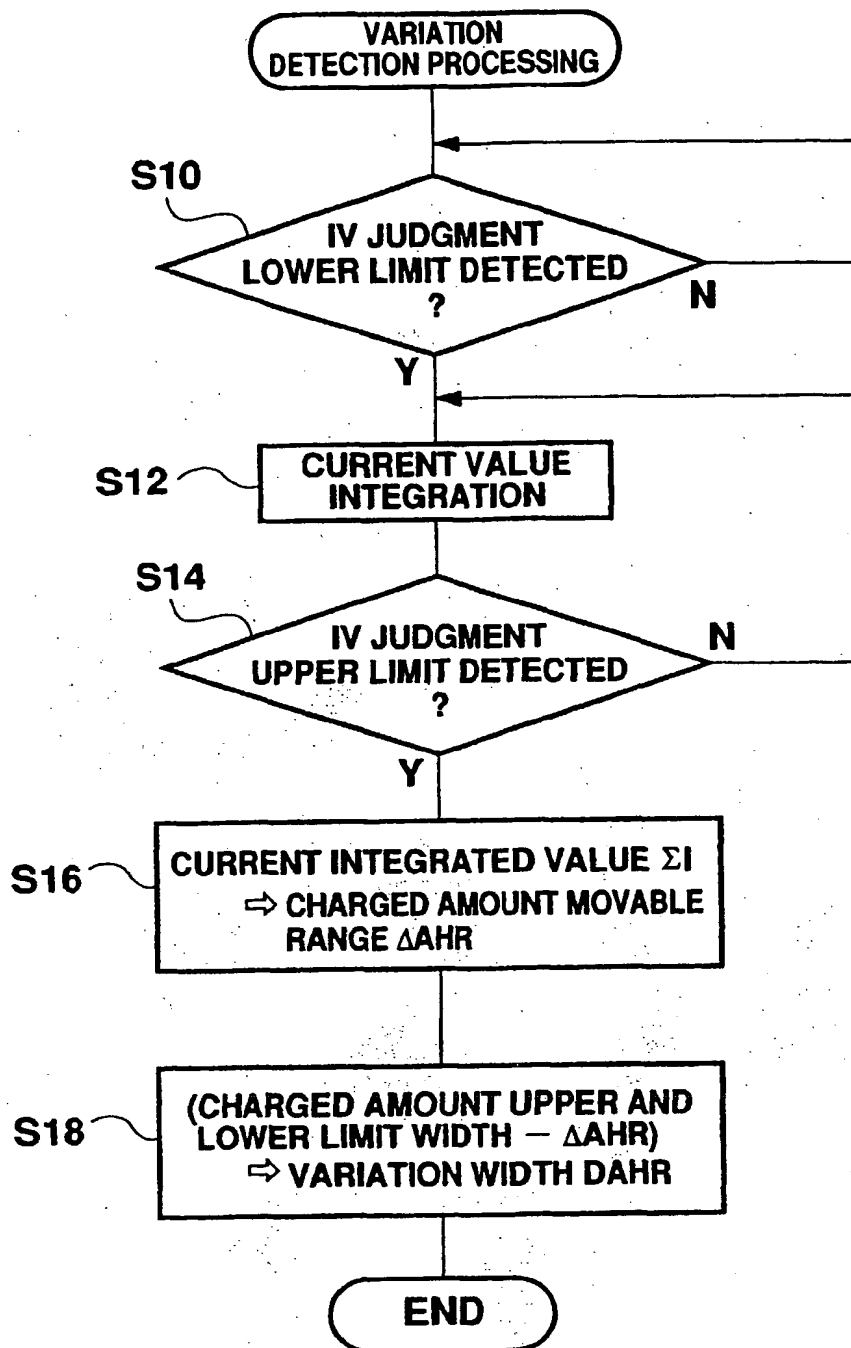 VARIATION
DETECTION PROCESSING
S10
IV JUDGMENT
LOWER LIMIT DETECTED
?
N
Y
S12
CURRENT VALUE
INTEGRATION
S14
IV JUDGMENT
UPPER LIMIT DETECTED
?
N
Y
S16
CURRENT INTEGRATED VALUE ΣI
⇨ CHARGED AMOUNT MOVABLE
RANGE ΔAHR
S18
(CHARGED AMOUNT UPPER AND
LOWER LIMIT WIDTH － ΔAHR)
⇨ VARIATION WIDTH DAHR
END